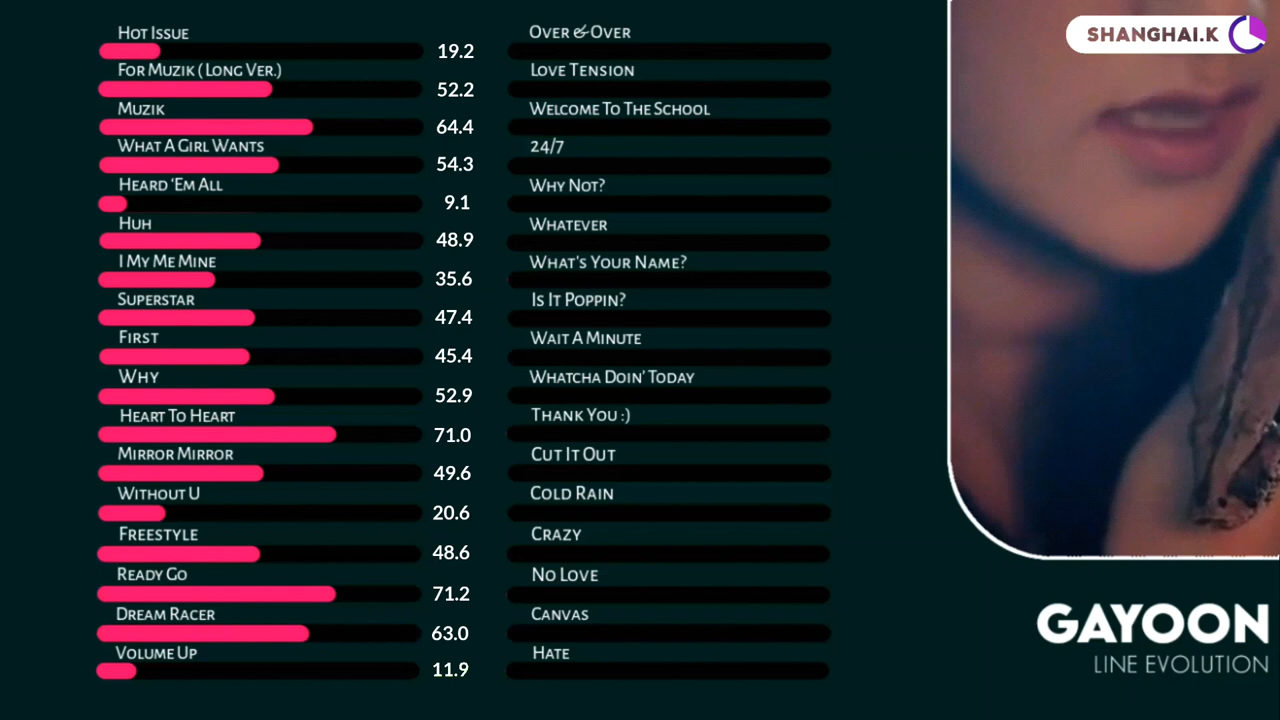 HOT ISSUE
19.2
FOR MUZIK ( LONG VER.)
52.2
MUZIK
64.4
WHAT A GIRL WANTS
54.3
HEARD 'EM ALL
9.1
HUH
48.9
I MY ME MINE
35.6
SUPERSTAR
47.4
FIRST
45.4
WHY
52.9
HEART TO HEART
71.0
MIRROR MIRROR
49.6
WITHOUT U
20.6
FREESTYLE
48.6
READY GO
71.2
DREAM RACER
63.0
VOLUME UP
11.9
OVER & OVER
LOVE TENSION
WELCOME TO THE SCHOOL
24/7
WHY NOT?
WHATEVER
WHAT'S YOUR NAME?
IS IT POPPIN?
WAIT A MINUTE
WHATCHA DOIN' TODAY
THANK YOU :)
CUT IT OUT
COLD RAIN
CRAZY
NO LOVE
CANVAS
HATE
SHANGHAI.K
GAYOON
LINE EVOLUTION